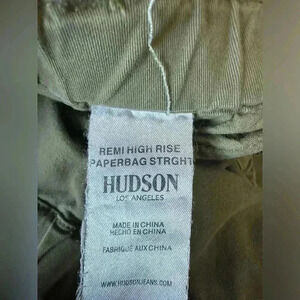 REMI HIGH RISE
PAPERBAG STRGHT
HUDSON
LOS ANGELES
MADE IN CHINA
HECHO EN CHINA
FABRIQUÉ AUX CHINA
WWW.HUDSONJEANS.COM